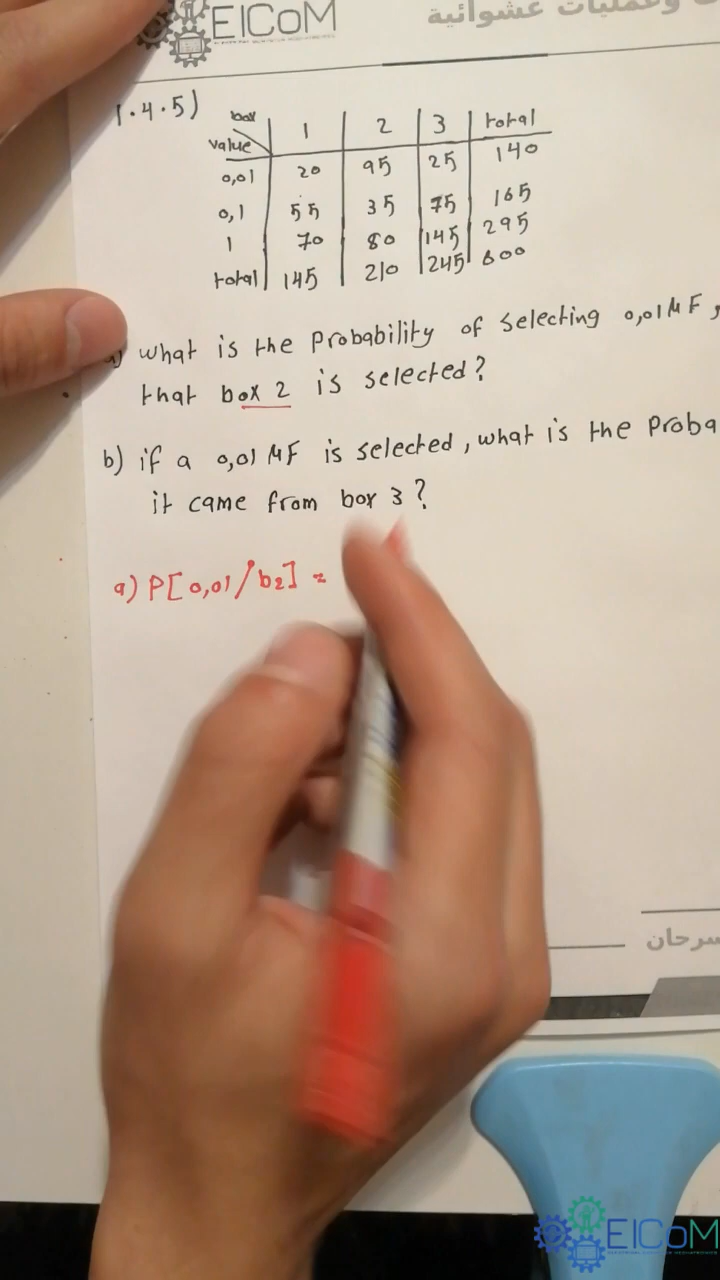 EICoM
وعمليات عشوائية
1.4.5)
box 1 2 3 total
value
0,01 20 95 25 140
0,1 55 35 75 165
1 70 80 145 295
total 145 210 245 600
a) what is the probability of selecting 0,01 MF,
that box 2 is selected?
b) if a 0,01 MF is selected, what is the proba
it came from box 3?
a) P[0,01/b2] =
سرحان
EICoM